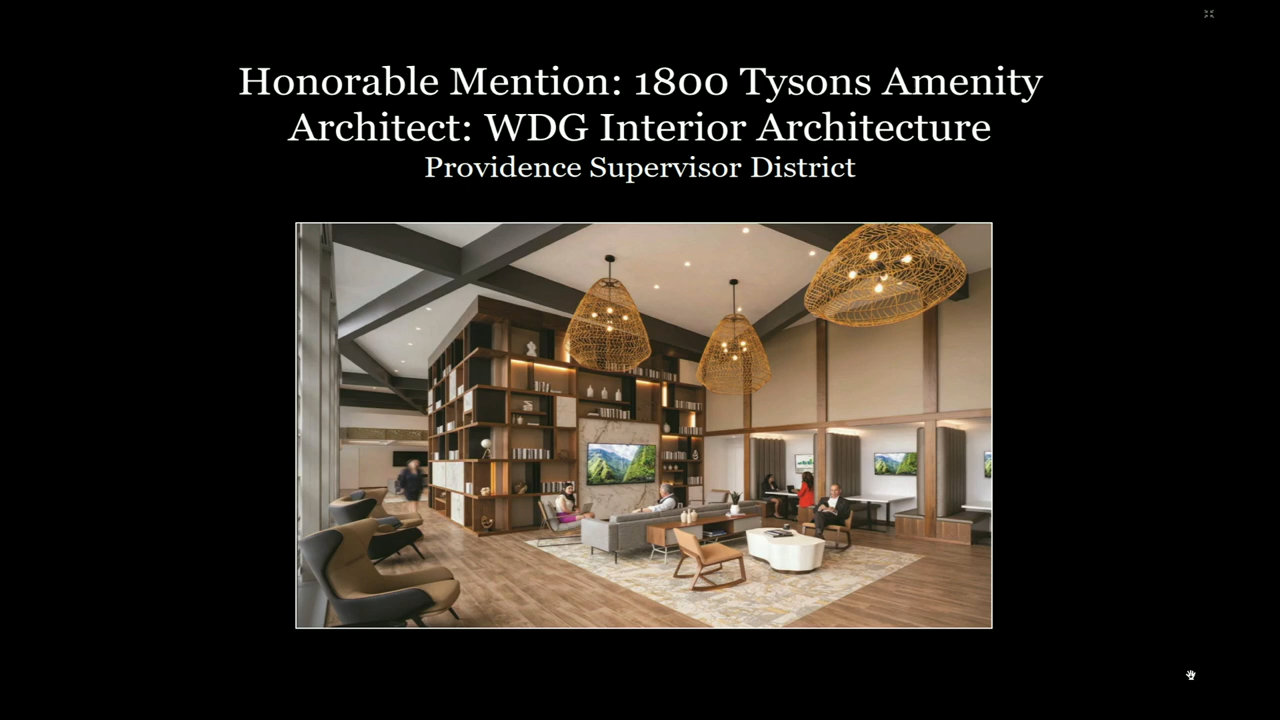 Honorable Mention: 1800 Tysons Amenity
Architect: WDG Interior Architecture
Providence Supervisor District